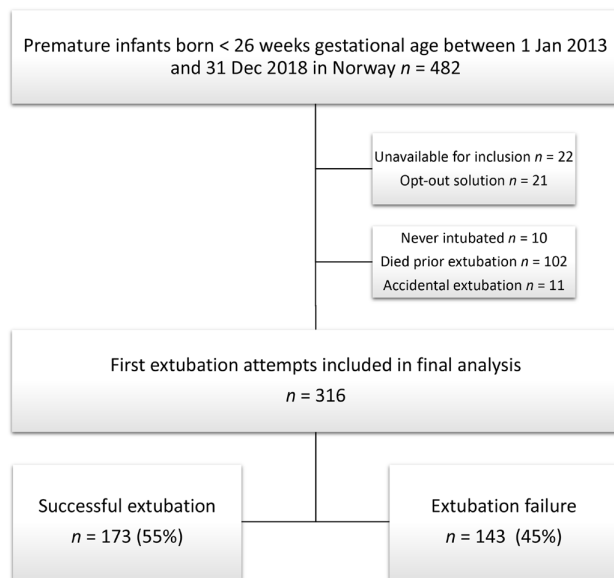 Premature infants born < 26 weeks gestational age between 1 Jan 2013
and 31 Dec 2018 in Norway n = 482
Unavailable for inclusion n = 22
Opt-out solution n = 21
Never intubated n = 10
Died prior extubation n = 102
Accidental extubation n = 11
First extubation attempts included in final analysis
n = 316
Successful extubation
n = 173 (55%)
Extubation failure
n = 143 (45%)